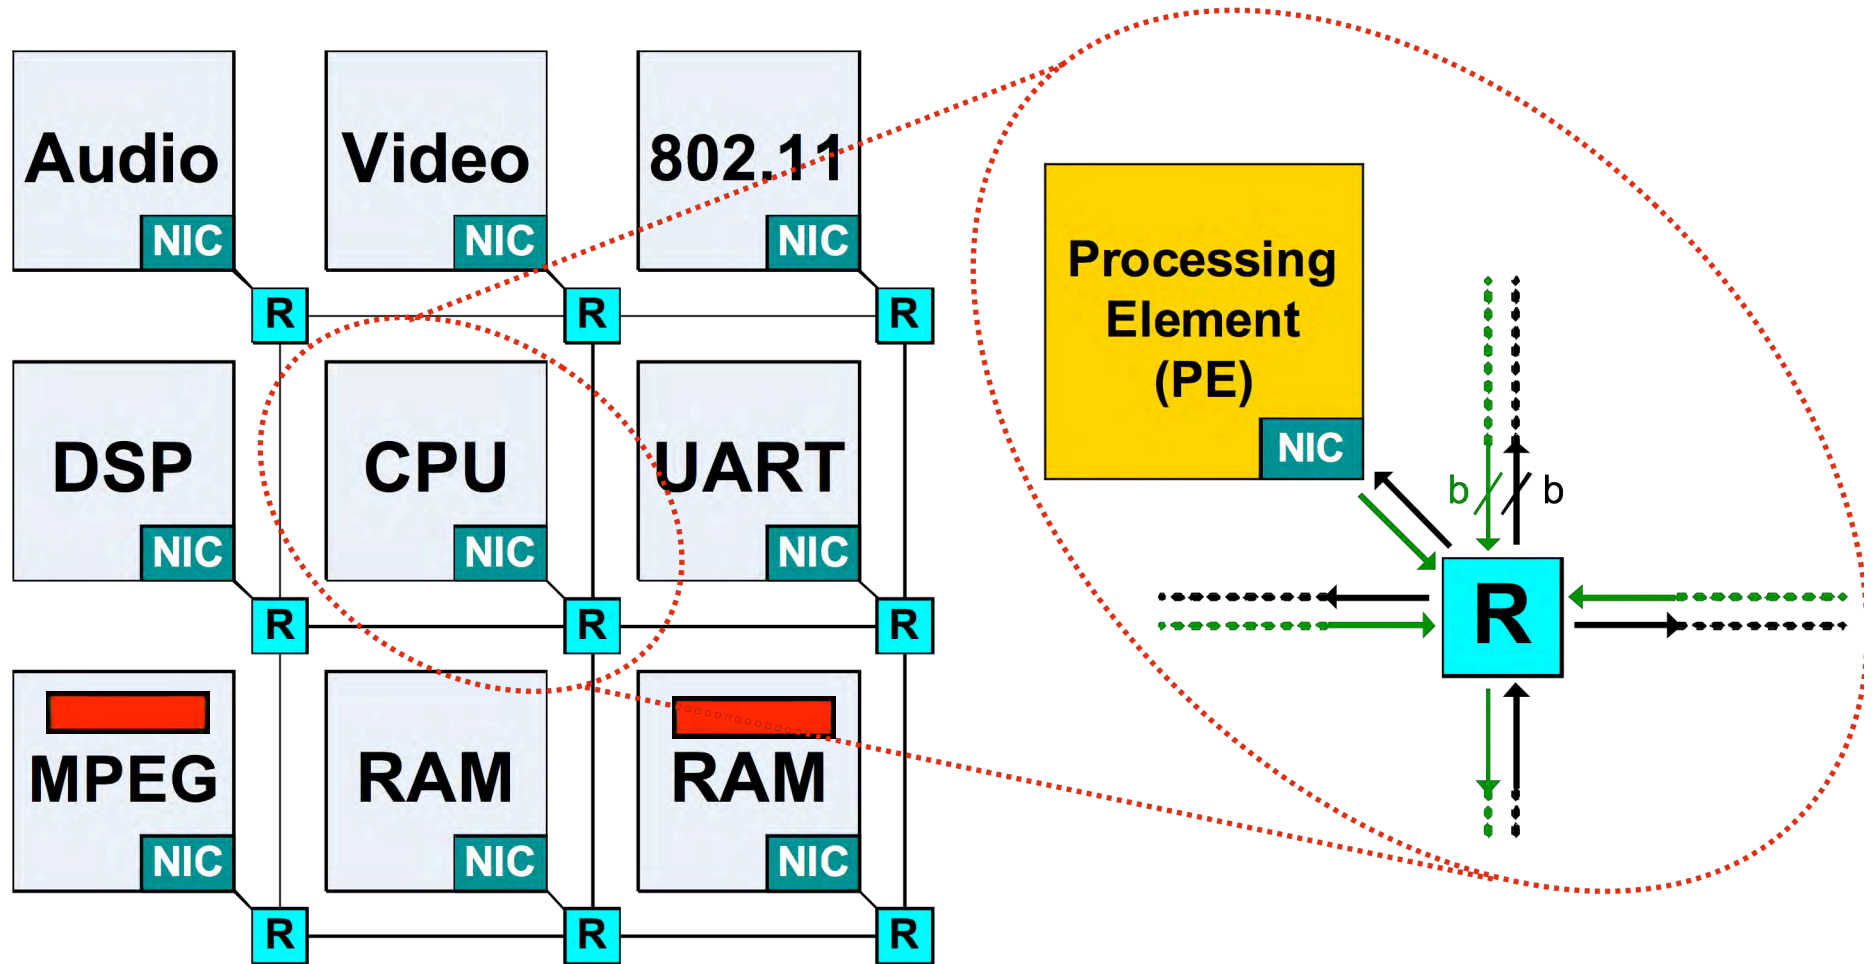 Audio
NIC
R
Video
NIC
R
802.11
NIC
R
DSP
NIC
R
CPU
NIC
R
UART
NIC
R
MPEG
NIC
R
RAM
NIC
R
RAM
NIC
R
Processing
Element
(PE)
NIC
b
b
R